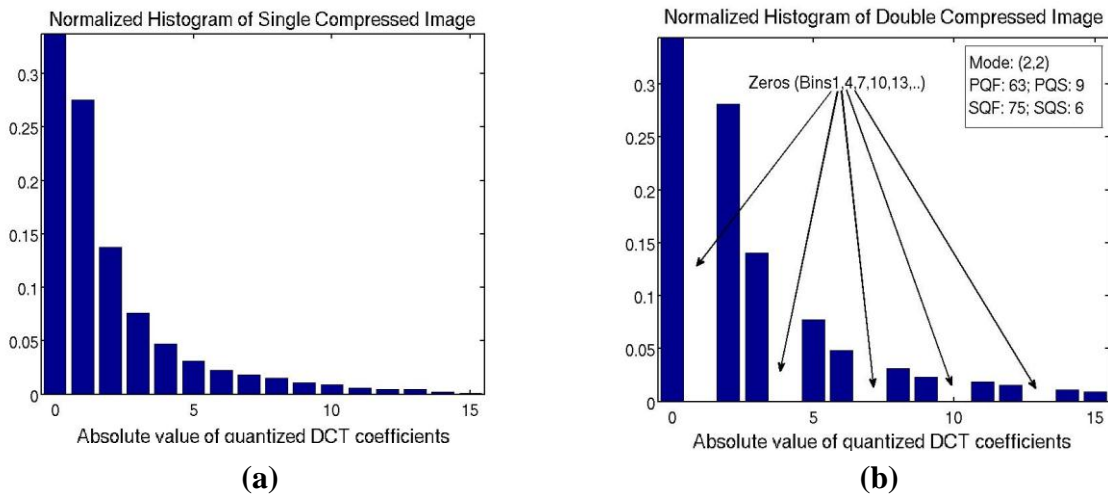 Normalized Histogram of Single Compressed Image
0.3
0.25
0.2
0.15
0.1
0.05
0
0 5 10 15
Absolute value of quantized DCT coefficients
(a)
Normalized Histogram of Double Compressed Image
Mode: (2,2)
PQF: 63; PQS: 9
SQF: 75; SQS: 6
Zeros (Bins1,4,7,10,13,..)
0.3
0.25
0.2
0.15
0.1
0.05
0
0 5 10 15
Absolute value of quantized DCT coefficients
(b)